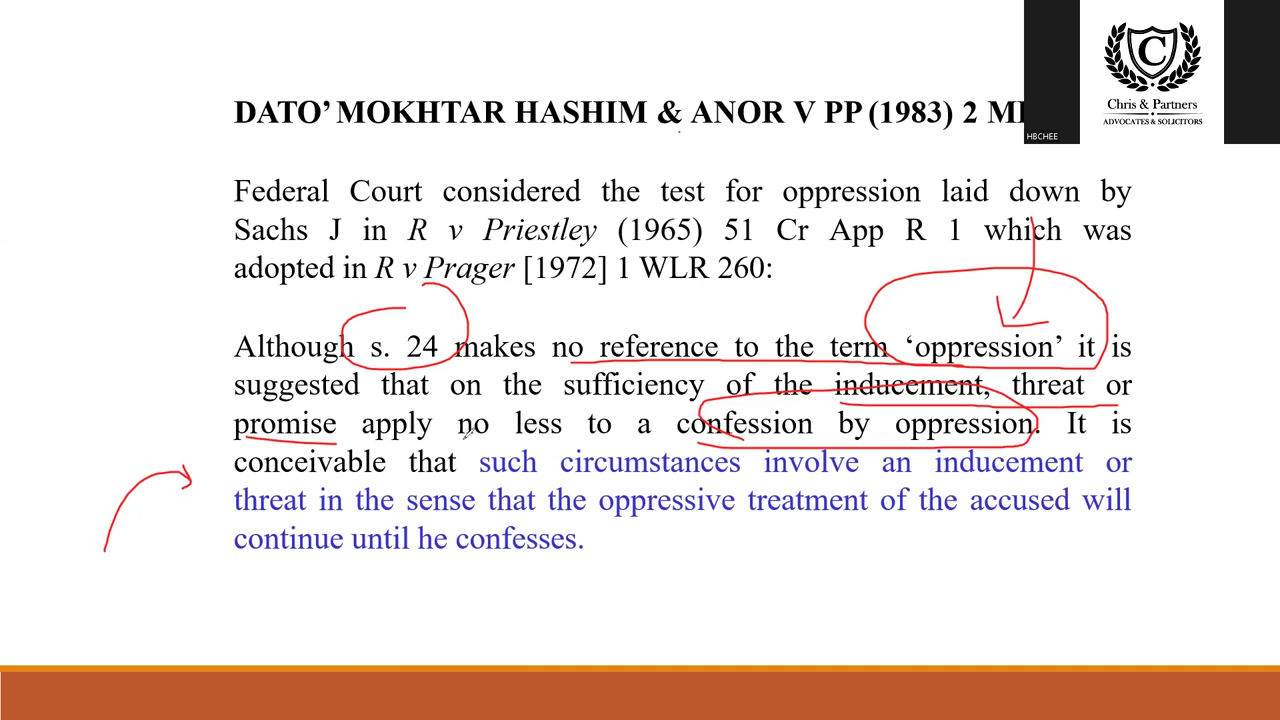 DATO' MOKHTAR HASHIM & ANOR V PP (1983) 2
C
Chris & Partners
ADVOCATES & SOLICITORS
HBCHEE
Federal Court considered the test for oppression laid down by
Sachs J in R v Priestley (1965) 51 Cr App R 1 which was
adopted in R v Prager [1972] 1 WLR 260:
Although s. 24 makes no reference to the term ‘oppression’ it is
suggested that on the sufficiency of the inducement, threat or
promise apply no less to a confession by oppression. It is
conceivable that such circumstances involve an inducement or
threat in the sense that the oppressive treatment of the accused will
continue until he confesses.